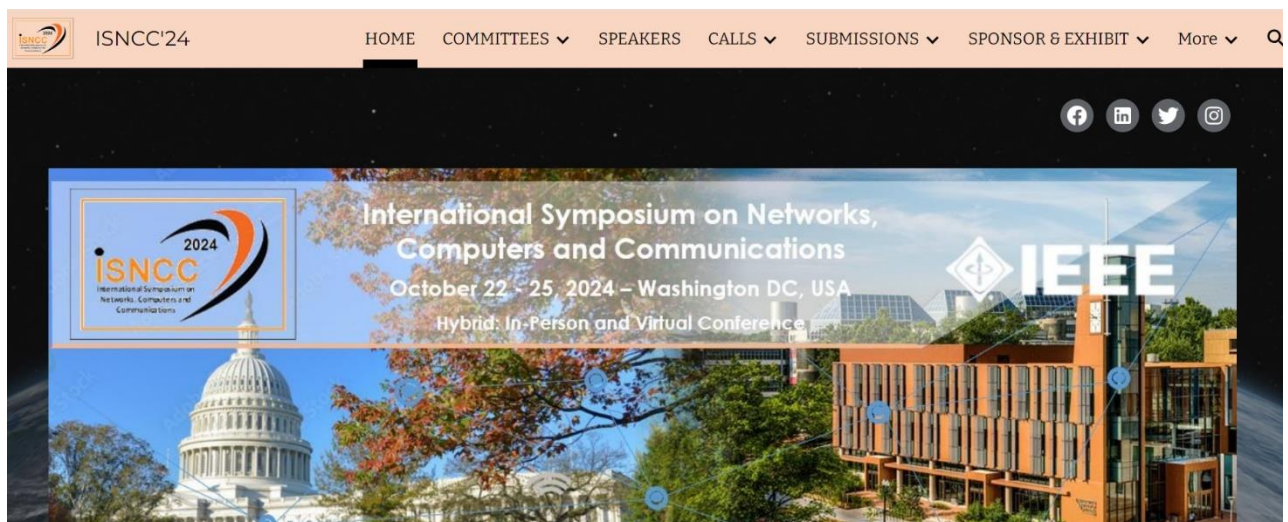 ISNCC'24
HOME COMMITTEES SPEAKERS CALLS SUBMISSIONS SPONSOR & EXHIBIT More
2024
ISNCC
International Symposium on
Networks, Computers and
Communications
International Symposium on Networks,
Computers and Communications
October 22 - 25 2024 – Washington DC, USA
Hybrid: In-Person and Virtual Conference
IEEE